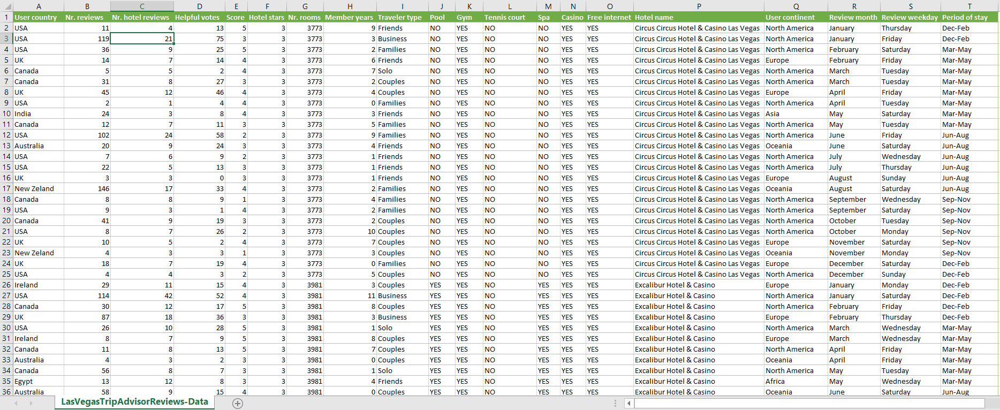 A B C D E F G H I J K L M N O P Q R S T
1 User country Nr. reviews Nr. hotel reviews Helpful votes Score Hotel stars Nr. rooms Member years Traveler type Pool Gym Tennis court Spa Casino Free internet Hotel name User continent Review month Review weekday Period of stay
2 USA 11 4 13 5 3 3773 9 Friends NO YES NO NO YES YES Circus Circus Hotel & Casino Las Vegas North America January Thursday Dec-Feb
3 USA 119 21 75 3 3 3773 3 Business NO YES NO NO YES YES Circus Circus Hotel & Casino Las Vegas North America January Friday Dec-Feb
4 USA 36 9 25 5 3 3773 2 Families NO YES NO NO YES YES Circus Circus Hotel & Casino Las Vegas North America February Saturday Mar-May
5 UK 14 7 14 4 3 3773 6 Friends NO YES NO NO YES YES Circus Circus Hotel & Casino Las Vegas Europe February Friday Mar-May
6 Canada 5 5 2 4 3 3773 7 Solo NO YES NO NO YES YES Circus Circus Hotel & Casino Las Vegas North America March Tuesday Mar-May
7 Canada 31 8 27 3 3 3773 2 Couples NO YES NO NO YES YES Circus Circus Hotel & Casino Las Vegas North America March Tuesday Mar-May
8 UK 45 12 46 4 3 3773 4 Couples NO YES NO NO YES YES Circus Circus Hotel & Casino Las Vegas Europe April Friday Mar-May
9 USA 2 1 4 4 3 3773 0 Families NO YES NO NO YES YES Circus Circus Hotel & Casino Las Vegas North America April Tuesday Mar-May
10 India 24 3 8 4 3 3773 3 Friends NO YES NO NO YES YES Circus Circus Hotel & Casino Las Vegas Asia May Saturday Mar-May
11 Canada 12 7 11 3 3 3773 5 Families NO YES NO NO YES YES Circus Circus Hotel & Casino Las Vegas North America May Tuesday Mar-May
12 USA 102 24 58 2 3 3773 9 Families NO YES NO NO YES YES Circus Circus Hotel & Casino Las Vegas North America June Friday Jun-Aug
13 Australia 20 9 24 3 3 3773 4 Friends NO YES NO NO YES YES Circus Circus Hotel & Casino Las Vegas Oceania June Saturday Jun-Aug
14 USA 7 6 9 2 3 3773 1 Friends NO YES NO NO YES YES Circus Circus Hotel & Casino Las Vegas North America July Wednesday Jun-Aug
15 USA 22 5 13 3 3 3773 1 Friends NO YES NO NO YES YES Circus Circus Hotel & Casino Las Vegas North America July Thursday Jun-Aug
16 UK 3 3 0 3 3 3773 1 Friends NO YES NO NO YES YES Circus Circus Hotel & Casino Las Vegas Europe August Sunday Jun-Aug
17 New Zeland 146 17 33 4 3 3773 2 Families NO YES NO NO YES YES Circus Circus Hotel & Casino Las Vegas Oceania August Saturday Jun-Aug
18 Canada 8 8 9 1 3 3773 4 Families NO YES NO NO YES YES Circus Circus Hotel & Casino Las Vegas North America September Wednesday Sep-Nov
19 USA 9 3 1 4 3 3773 2 Families NO YES NO NO YES YES Circus Circus Hotel & Casino Las Vegas North America September Saturday Sep-Nov
20 Canada 41 9 19 3 3 3773 2 Couples NO YES NO NO YES YES Circus Circus Hotel & Casino Las Vegas North America October Tuesday Sep-Nov
21 USA 8 7 26 2 3 3773 10 Couples NO YES NO NO YES YES Circus Circus Hotel & Casino Las Vegas North America October Monday Sep-Nov
22 UK 10 5 2 4 3 3773 7 Couples NO YES NO NO YES YES Circus Circus Hotel & Casino Las Vegas Europe November Saturday Sep-Nov
23 New Zeland 4 3 3 1 3 3773 3 Couples NO YES NO NO YES YES Circus Circus Hotel & Casino Las Vegas Oceania November Monday Sep-Nov
24 UK 18 7 19 4 3 3773 0 Families NO YES NO NO YES YES Circus Circus Hotel & Casino Las Vegas Europe December Saturday Dec-Feb
25 USA 4 4 3 2 3 3773 5 Couples NO YES NO NO YES YES Circus Circus Hotel & Casino Las Vegas North America December Sunday Dec-Feb
26 Ireland 29 11 15 4 3 3981 3 Couples YES YES NO YES YES YES Excalibur Hotel & Casino Europe January Monday Dec-Feb
27 USA 114 42 52 4 3 3981 11 Business YES YES NO YES YES YES Excalibur Hotel & Casino North America January Saturday Dec-Feb
28 Canada 30 12 17 5 3 3981 8 Couples YES YES NO YES YES YES Excalibur Hotel & Casino North America February Friday Dec-Feb
29 UK 87 18 36 3 3 3981 3 Business YES YES NO YES YES YES Excalibur Hotel & Casino Europe February Thursday Dec-Feb
30 USA 26 10 28 5 3 3981 1 Solo YES YES NO YES YES YES Excalibur Hotel & Casino North America March Wednesday Mar-May
31 Ireland 8 7 9 5 3 3981 8 Couples YES YES NO YES YES YES Excalibur Hotel & Casino Europe March Wednesday Mar-May
32 Canada 11 8 13 5 3 3981 7 Couples YES YES NO YES YES YES Excalibur Hotel & Casino North America April Friday Mar-May
33 Australia 4 3 2 3 3 3981 0 Couples YES YES NO YES YES YES Excalibur Hotel & Casino Oceania April Friday Mar-May
34 Canada 56 8 7 3 3 3981 1 Solo YES YES NO YES YES YES Excalibur Hotel & Casino North America May Tuesday Mar-May
35 Egypt 13 12 8 3 3 3981 4 Friends YES YES NO YES YES YES Excalibur Hotel & Casino Africa May Wednesday Mar-May
36 Australia 58 9 15 4 3 3981 0 Couples YES YES NO YES YES YES Excalibur Hotel & Casino Oceania June Saturday Jun-Aug
LasVegasTripAdvisorReviews-Data